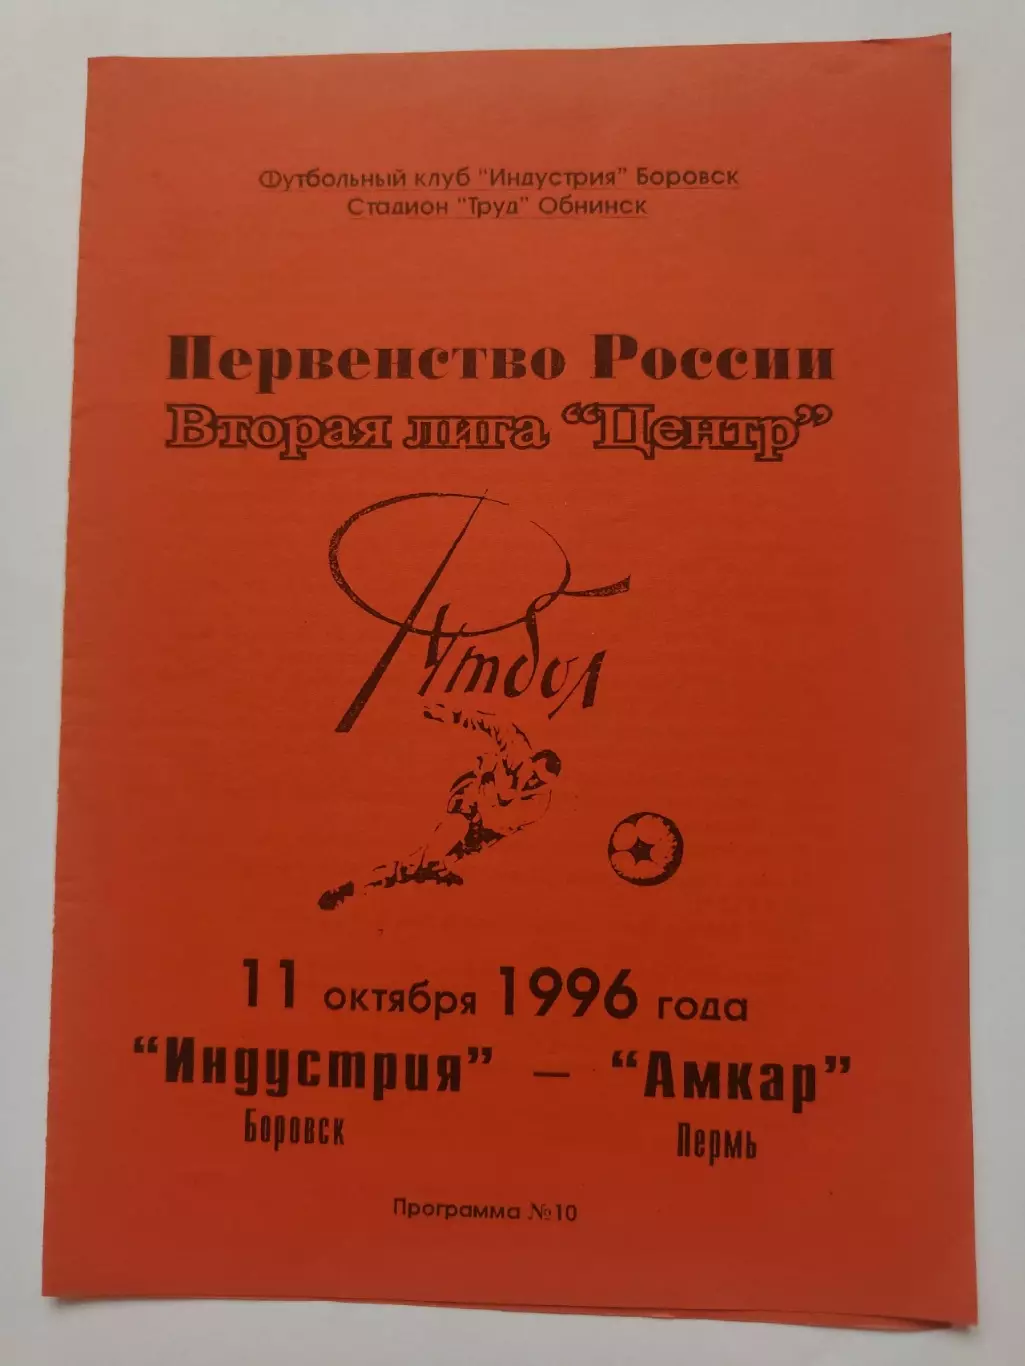 Футбольный клуб "Индустрия" Боровск
Стадион "Труд" Обнинск
Первенство России
Вторая лига "Центр"
Футбол
11 октября 1996 года
"Индустрия" – "Амкар"
Боровск Пермь
Программа №10